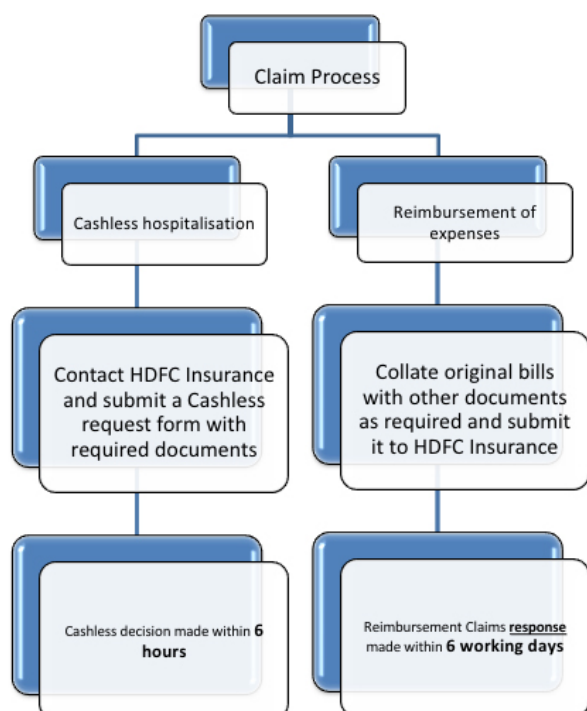 Claim Process
Cashless hospitalisation
Reimbursement of
expenses
Contact HDFC Insurance
and submit a Cashless
request form with
required documents
Collate original bills
with other documents
as required and submit
it to HDFC Insurance
Cashless decision made within 6
hours
Reimbursement Claims response
made within 6 working days